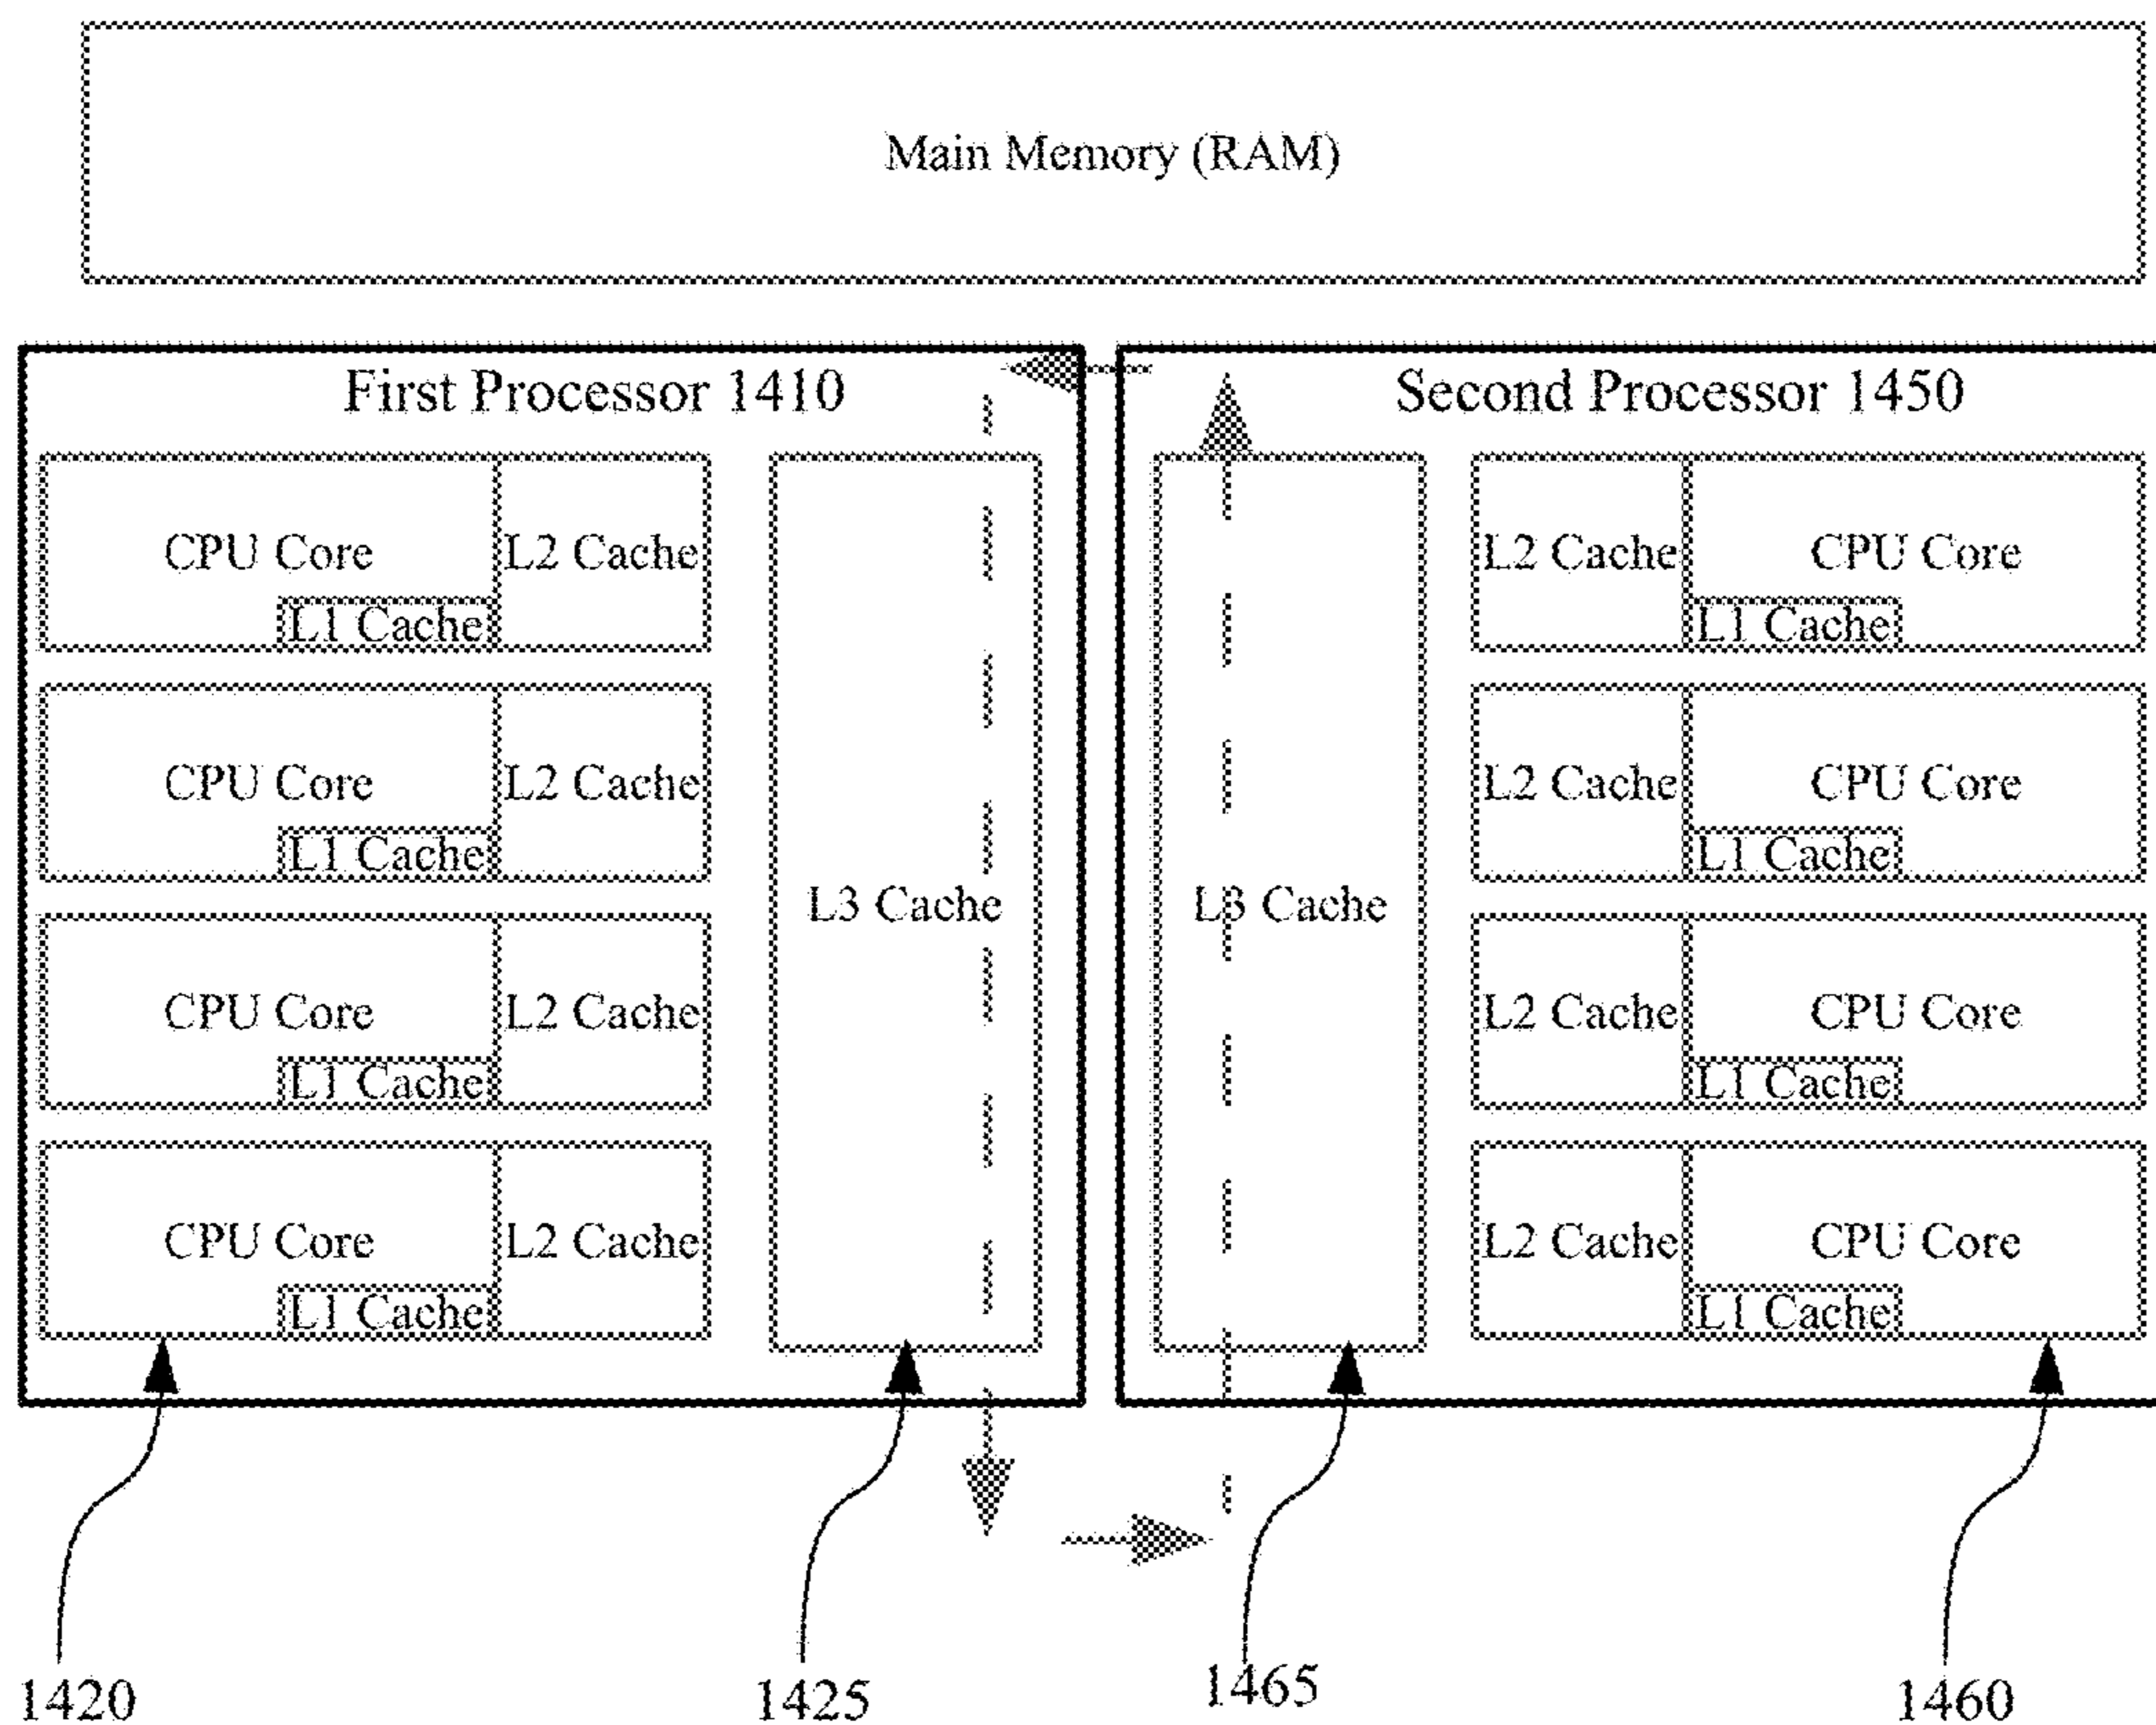 Main Memory (RAM)
First Processor 1410
CPU Core
L2 Cache
L1 Cache
CPU Core
L2 Cache
L1 Cache
CPU Core
L2 Cache
L1 Cache
CPU Core
L2 Cache
L1 Cache
L3 Cache
Second Processor 1450
L3 Cache
L2 Cache
CPU Core
L1 Cache
L2 Cache
CPU Core
L1 Cache
L2 Cache
CPU Core
L1 Cache
L2 Cache
CPU Core
L1 Cache
1420
1425
1465
1460